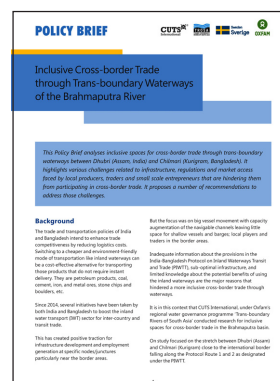 POLICY BRIEF
CUTS
International
Sverige
OXFAM
Inclusive Cross-border Trade
through Trans-boundary Waterways
of the Brahmaputra River
This Policy Brief analyses inclusive spaces for cross-border trade through trans-boundary
waterways between Dhubri (Assam, India) and Chilmari (Kurigram, Bangladesh). It
highlights various challenges related to infrastructure, regulations and market access
faced by local producers, traders and small scale entrepreneurs that are hindering them
from participating in cross-border trade. It proposes a number of recommendations to
address those challenges.
Background
The trade and transportation policies of India
and Bangladesh intend to enhance trade
competitiveness by reducing logistics costs.
Switching to a cheaper and environment-friendly
mode of transportation like inland waterways can
be a cost-effective alternative for transporting
those products that do not require instant
delivery. They are petroleum products, coal,
cement, iron, and metal ores, stone chips and
boulders, etc.
Since 2014, several initiatives have been taken by
both India and Bangladesh to boost the inland
water transport (IWT) sector for inter-country and
transit trade.
This has created positive traction for
infrastructure development and employment
generation at specific nodes/junctures
particularly near the border areas.
But the focus was on big vessel movement with capacity
augmentation of the navigable channels leaving little
space for shallow vessels and barges; local players and
traders in the border areas.
Inadequate information about the provisions in the
India Bangladesh Protocol on Inland Waterways Transit
and Trade (PIWTT), sub-optimal infrastructure, and
limited knowledge about the potential benefits of using
the inland waterways are the major reasons that
hindered a more inclusive cross-border trade through
waterways.
It is in this context that CUTS International, under Oxfam's
regional water governance programme 'Trans-boundary
Rivers of South Asia' conducted research for inclusive
spaces for cross-border trade in the Brahmaputra basin.
On study focused on the stretch between Dhubri (Assam)
and Chilmari (Kurigram) close to the international border
falling along the Protocol Route 1 and 2 as designated
under the PIWTT.